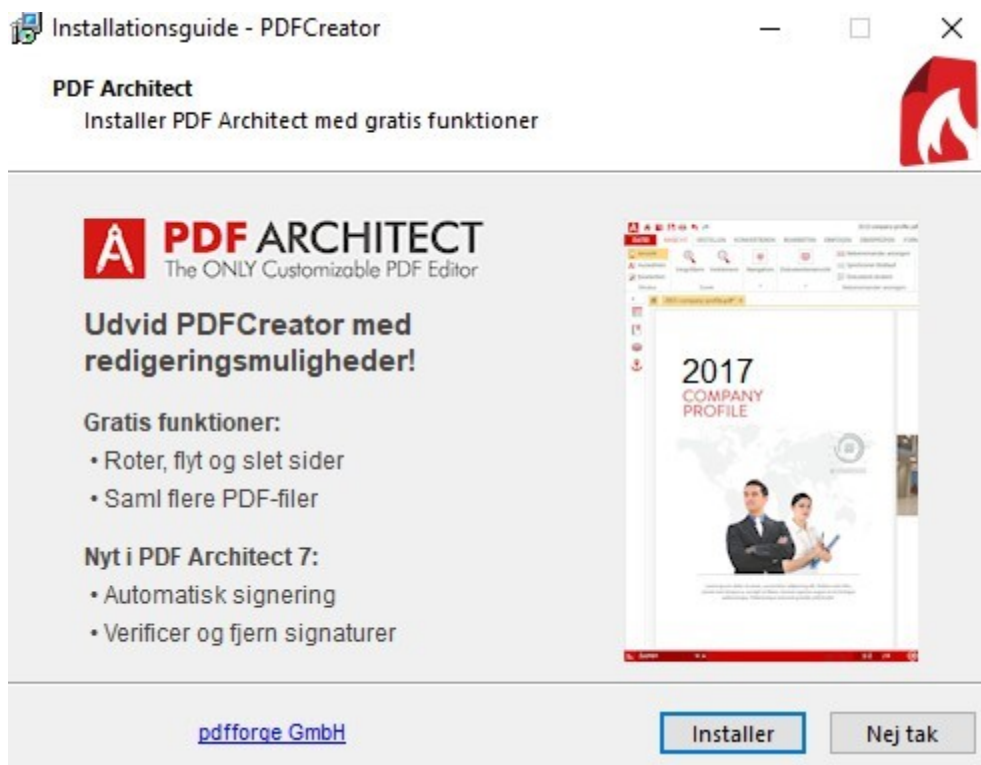 Installationsguide - PDFCreator
PDF Architect
Installer PDF Architect med gratis funktioner
PDF ARCHITECT
The ONLY Customizable PDF Editor
Udvid PDFCreator med
redigeringsmuligheder!
Gratis funktioner:
• Roter, flyt og slet sider
• Saml flere PDF-filer
Nyt i PDF Architect 7:
• Automatisk signering
• Verificer og fjern signaturer
2017
COMPANY
PROFILE
pdfforge GmbH
Installer
Nej tak